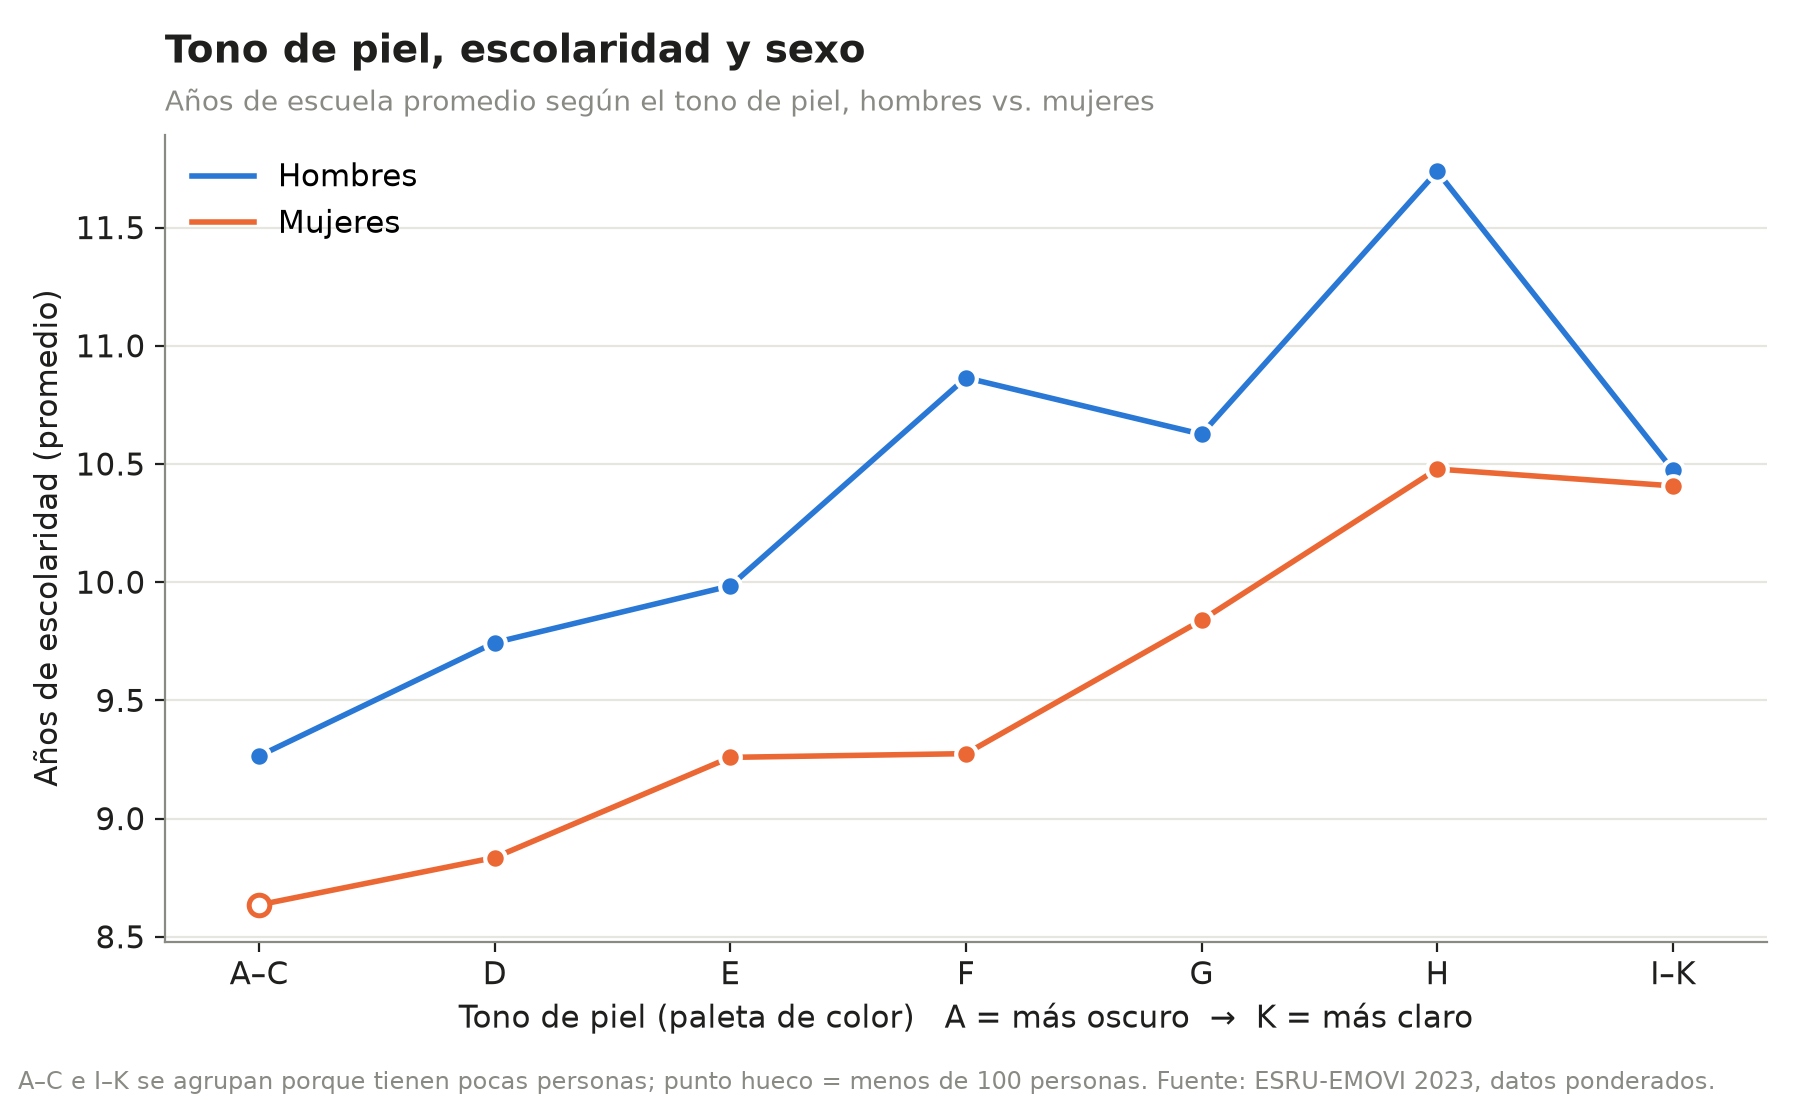 Tono de piel, escolaridad y sexo
Años de escuela promedio según el tono de piel, hombres vs. mujeres
Hombres
Mujeres
Años de escolaridad (promedio)
11.5
11.0
10.5
10.0
9.5
9.0
8.5
A–C D E F G H I–K
Tono de piel (paleta de color) A = más oscuro → K = más claro
A–C e I–K se agrupan porque tienen pocas personas; punto hueco = menos de 100 personas. Fuente: ESRU-EMOVI 2023, datos ponderados.